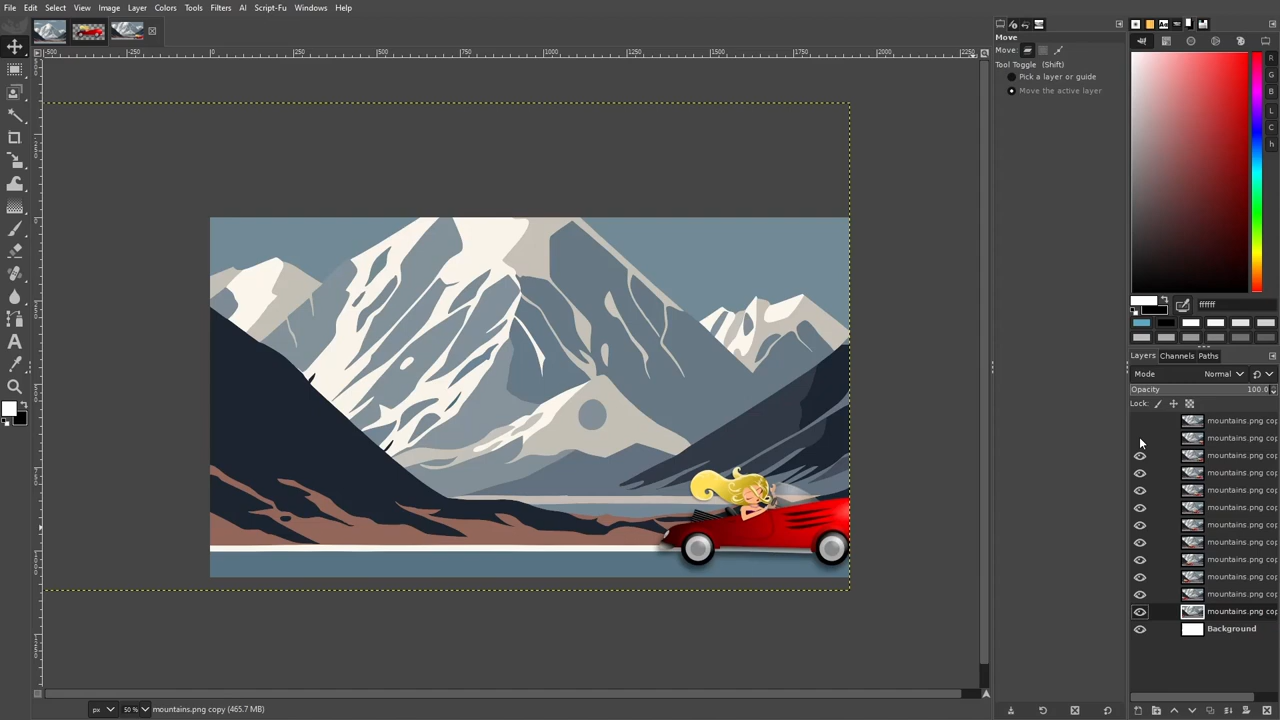 File Edit Select View Image Layer Colors Tools Filters AI Script-Fu Windows Help
Move
Move:
Tool Toggle (Shift)
Pick a layer or guide
Move the active layer
R
G
B
L
C
h
ffffff
Layers Channels Paths
Mode Normal
Opacity 100.0
Lock:
mountains.png cop
mountains.png cop
mountains.png cop
mountains.png cop
mountains.png cop
mountains.png cop
mountains.png cop
mountains.png cop
mountains.png cop
mountains.png cop
mountains.png cop
mountains.png cop
Background
px 50 % mountains.png copy (465.7 MB)